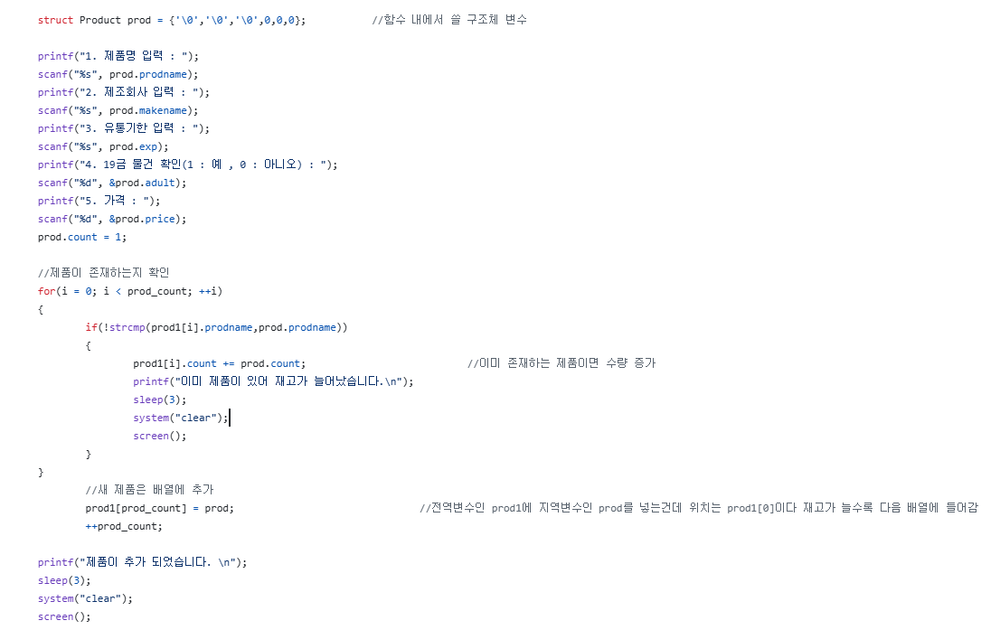 struct Product prod = {'\0','\0','\0',0,0,0};          //함수 내에서 쓸 구조체 변수
printf("1. 제품명 입력 : ");
scanf("%s", prod.prodname);
printf("2. 제조회사 입력 : ");
scanf("%s", prod.makename);
printf("3. 유통기한 입력 : ");
scanf("%s", prod.exp);
printf("4. 19금 물건 확인(1 : 예 , 0 : 아니오) : ");
scanf("%d", &prod.adult);
printf("5. 가격 : ");
scanf("%d", &prod.price);
prod.count = 1;
//제품이 존재하는지 확인
for(i = 0; i < prod_count; ++i)
{
        if(!strcmp(prod1[i].prodname,prod.prodname))
        {
                prod1[i].count += prod.count;                          //이미 존재하는 제품이면 수량 증가
                printf("이미 제품이 있어 재고가 늘어났습니다.\n");
                sleep(3);
                system("clear");
                screen();
        }
}
        //새 제품은 배열에 추가
        prod1[prod_count] = prod;                              //전역변수인 prod1에 지역변수인 prod를 넣는건데 위치는 prod1[0]이다 재고가 늘수록 다음 배열에 들어감
        ++prod_count;
printf("제품이 추가 되었습니다. \n");
sleep(3);
system("clear");
screen();